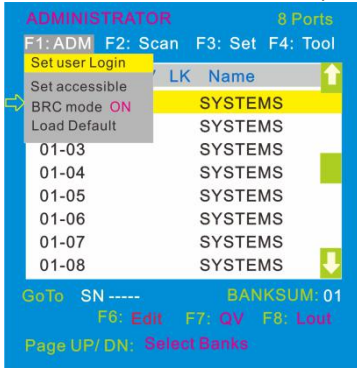 ADMINISTRATOR 8 Ports
F1: ADM F2: Scan F3: Set F4: Tool
Set user Login
LK Name
Set accessible
SYSTEMS
BRC mode ON
Load Default SYSTEMS
01-03 SYSTEMS
01-04 SYSTEMS
01-05 SYSTEMS
01-06 SYSTEMS
01-07 SYSTEMS
01-08 SYSTEMS
GoTo SN ----- BANKSUM: 01
F6: Edit F7: QV F8: Lout
Page UP/ DN: Select Banks